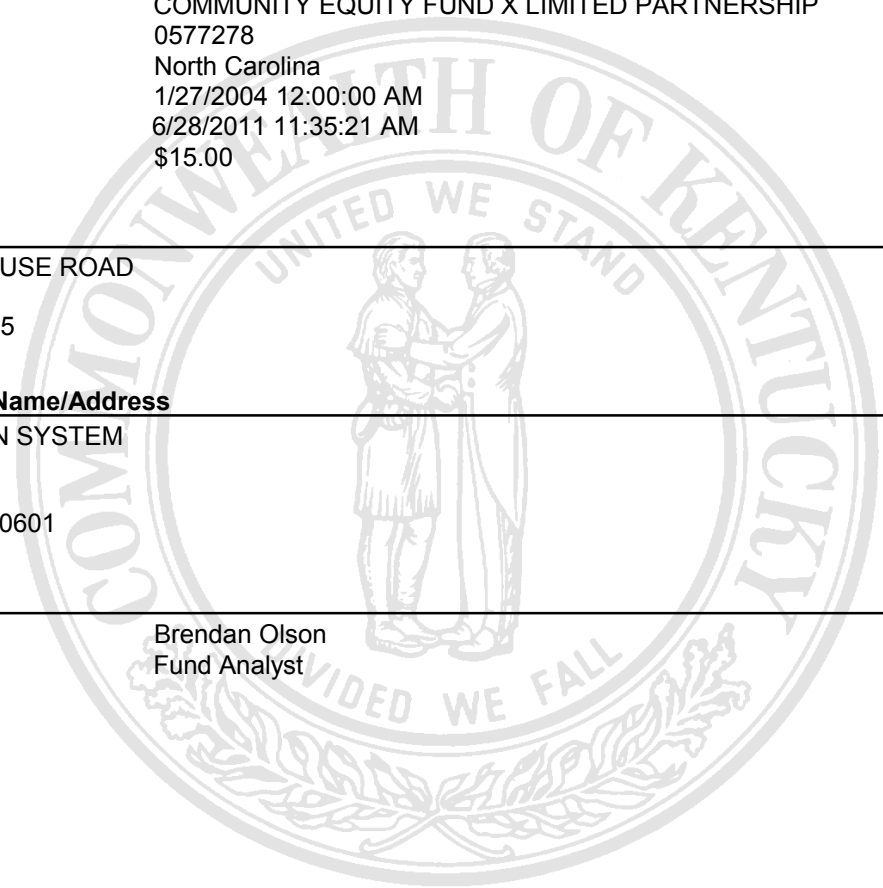 COMMUNITY EQUITY FUND X LIMITED PARTNERSHIP
0577278
North Carolina
1/27/2004 12:00:00 AM
6/28/2011 11:35:21 AM
$15.00
COMMONWEALTH OF KENTUCKY
UNITED WE STAND
USE ROAD
5
Name/Address
N SYSTEM
0601
Brendan Olson
Fund Analyst
DIVIDED WE FALL